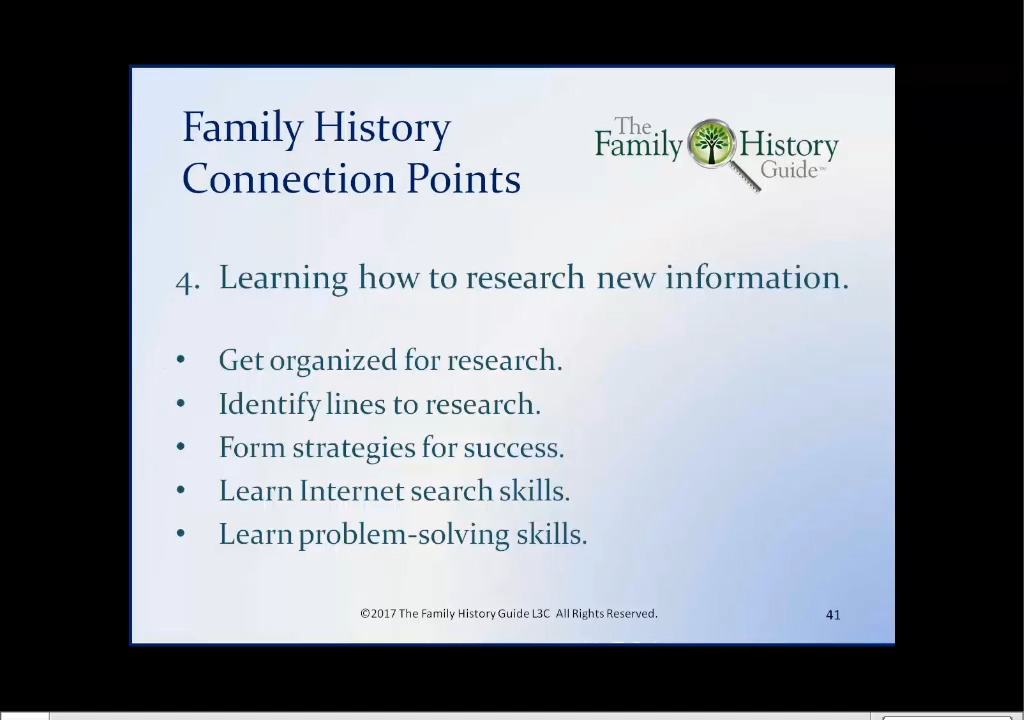 Family History
Connection Points
The
Family History
Guide™
4. Learning how to research new information.
• Get organized for research.
• Identify lines to research.
• Form strategies for success.
• Learn Internet search skills.
• Learn problem-solving skills.
©2017 The Family History Guide L3C All Rights Reserved.
41